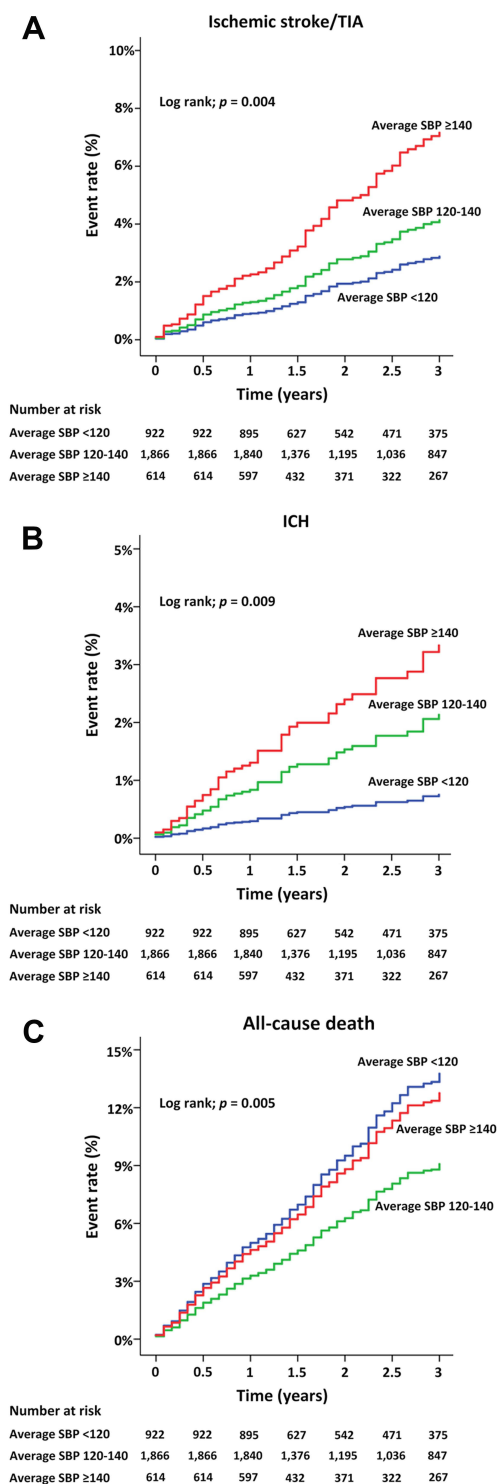 A
Ischemic stroke/TIA
10%
Log rank; p = 0.004
8%
Average SBP ≥140
6%
Event rate (%)
Average SBP 120-140
4%
2%
Average SBP <120
0%
0 0.5 1 1.5 2 2.5 3
Time (years)
Number at risk
Average SBP <120 922 922 895 627 542 471 375
Average SBP 120-140 1,866 1,866 1,840 1,376 1,195 1,036 847
Average SBP ≥140 614 614 597 432 371 322 267
B
ICH
5%
4%
Log rank; p = 0.009
Average SBP ≥140
3%
Event rate (%)
Average SBP 120-140
2%
1%
Average SBP <120
0%
0 0.5 1 1.5 2 2.5 3
Time (years)
Number at risk
Average SBP <120 922 922 895 627 542 471 375
Average SBP 120-140 1,866 1,866 1,840 1,376 1,195 1,036 847
Average SBP ≥140 614 614 597 432 371 322 267
C
All-cause death
15%
Average SBP <120
12%
Log rank; p = 0.005
Average SBP ≥140
9%
Event rate (%)
Average SBP 120-140
6%
3%
0%
0 0.5 1 1.5 2 2.5 3
Time (years)
Number at risk
Average SBP <120 922 922 895 627 542 471 375
Average SBP 120-140 1,866 1,866 1,840 1,376 1,195 1,036 847
Average SBP ≥140 614 614 597 432 371 322 267